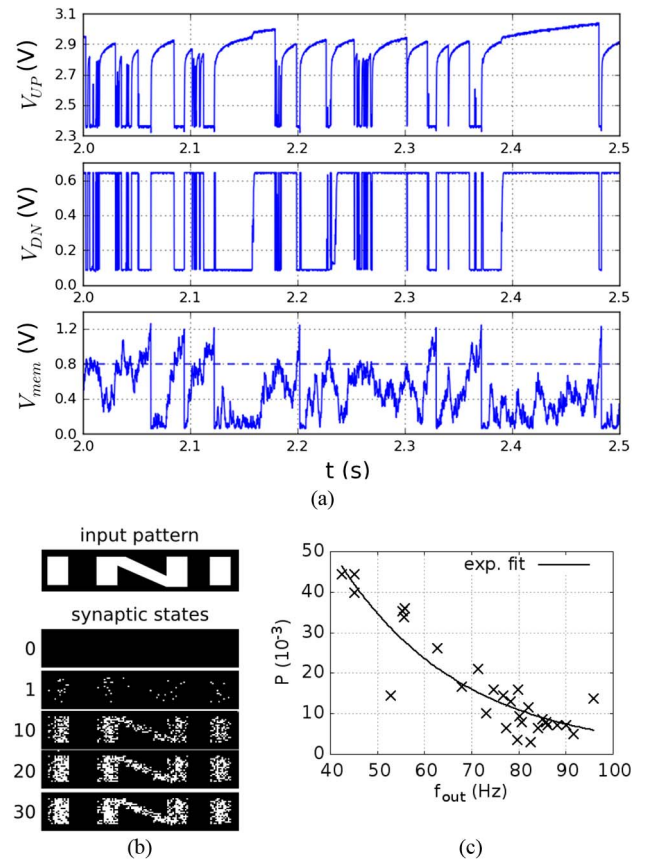 3.1
2.9
2.7
2.5
2.3
V_UP (V)
2.0 2.1 2.2 2.3 2.4 2.5
0.6
0.4
0.2
0.0
V_DN (V)
2.0 2.1 2.2 2.3 2.4 2.5
1.2
0.8
0.4
0.0
V_mem (V)
2.0 2.1 2.2 2.3 2.4 2.5
t (s)
(a)
input pattern
INI
synaptic states
0
1
10
20
30
(b)
50
40
30
20
10
0
P (10^-3)
exp. fit
40 50 60 70 80 90 100
f_out (Hz)
(c)